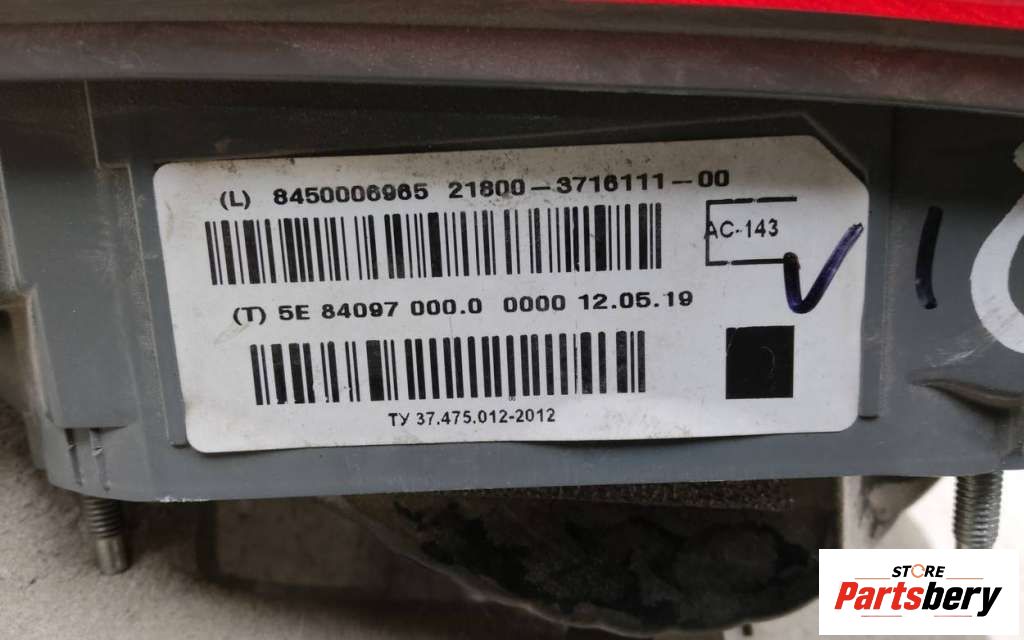 (L) 8450006965 21800-3716111-00
AC-143
(T) 5E 84097 000.0 0000 12.05.19
ТУ 37.475.012-2012
STORE
Partsbery